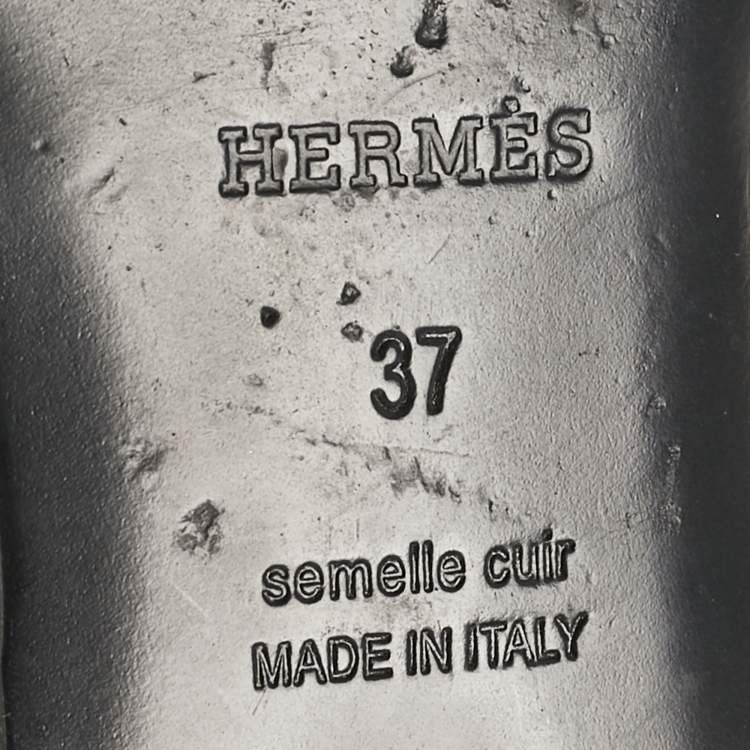 HERMÈS
37
semelle cuir
MADE IN ITALY